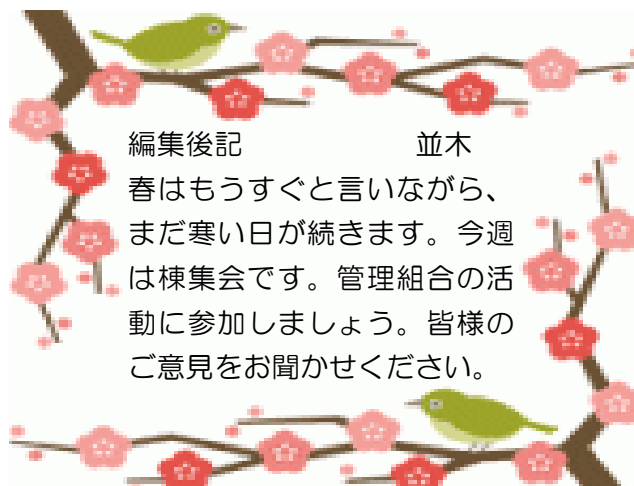 編集後記　　　　　　並木
春はもうすぐと言いながら、
まだ寒い日が続きます。今週
は棟集会です。管理組合の活
動に参加しましょう。皆様の
ご意見をお聞かせください。